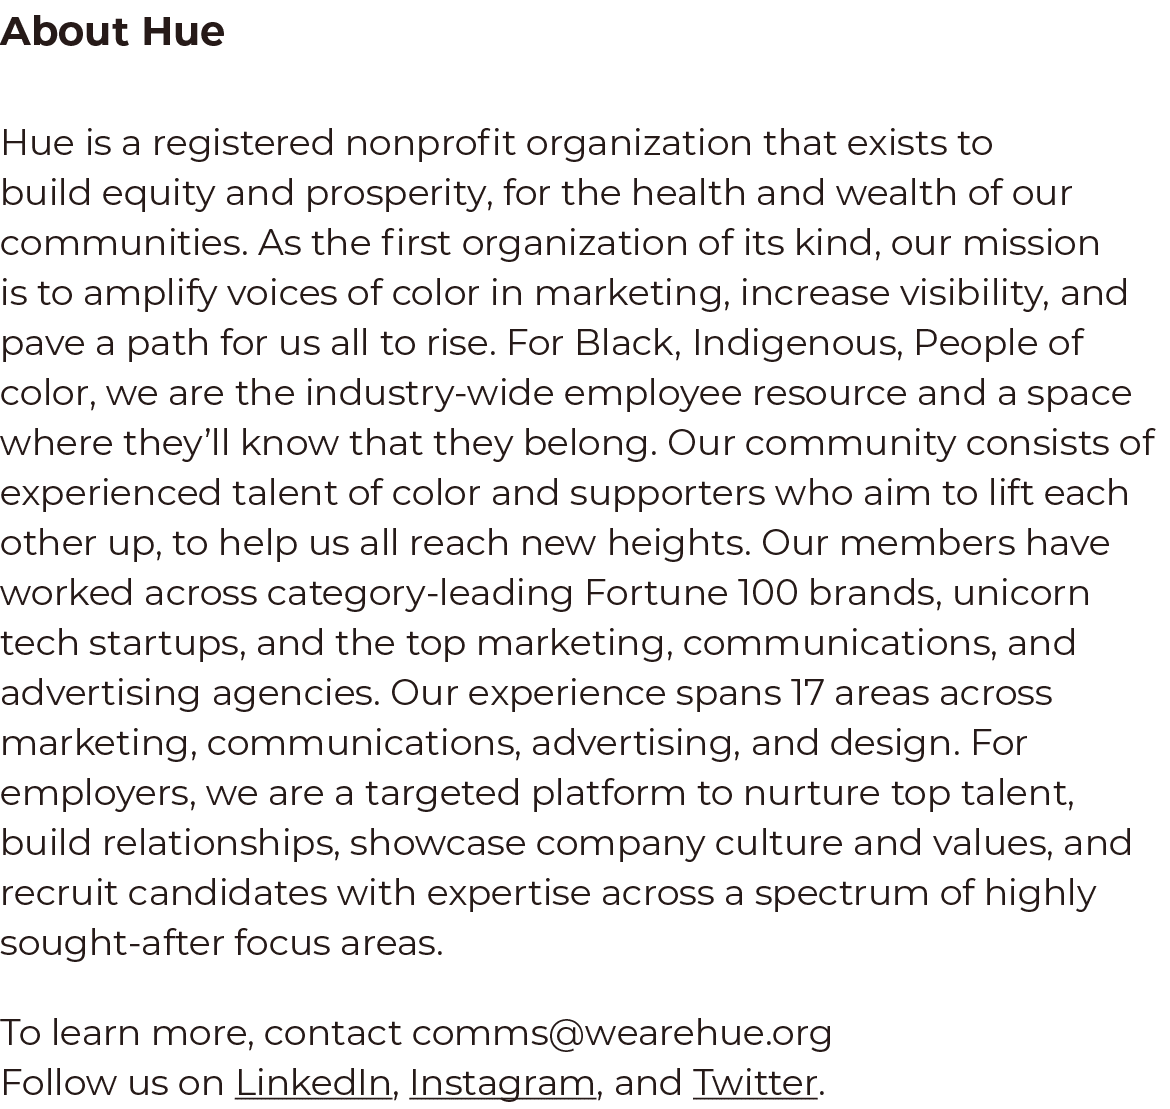 About Hue
Hue is a registered nonprofit organization that exists to
build equity and prosperity, for the health and wealth of our
communities. As the first organization of its kind, our mission
is to amplify voices of color in marketing, increase visibility, and
pave a path for us all to rise. For Black, Indigenous, People of
color, we are the industry-wide employee resource and a space
where they’ll know that they belong. Our community consists of
experienced talent of color and supporters who aim to lift each
other up, to help us all reach new heights. Our members have
worked across category-leading Fortune 100 brands, unicorn
tech startups, and the top marketing, communications, and
advertising agencies. Our experience spans 17 areas across
marketing, communications, advertising, and design. For
employers, we are a targeted platform to nurture top talent,
build relationships, showcase company culture and values, and
recruit candidates with expertise across a spectrum of highly
sought-after focus areas.
To learn more, contact comms@wearehue.org
Follow us on LinkedIn, Instagram, and Twitter.